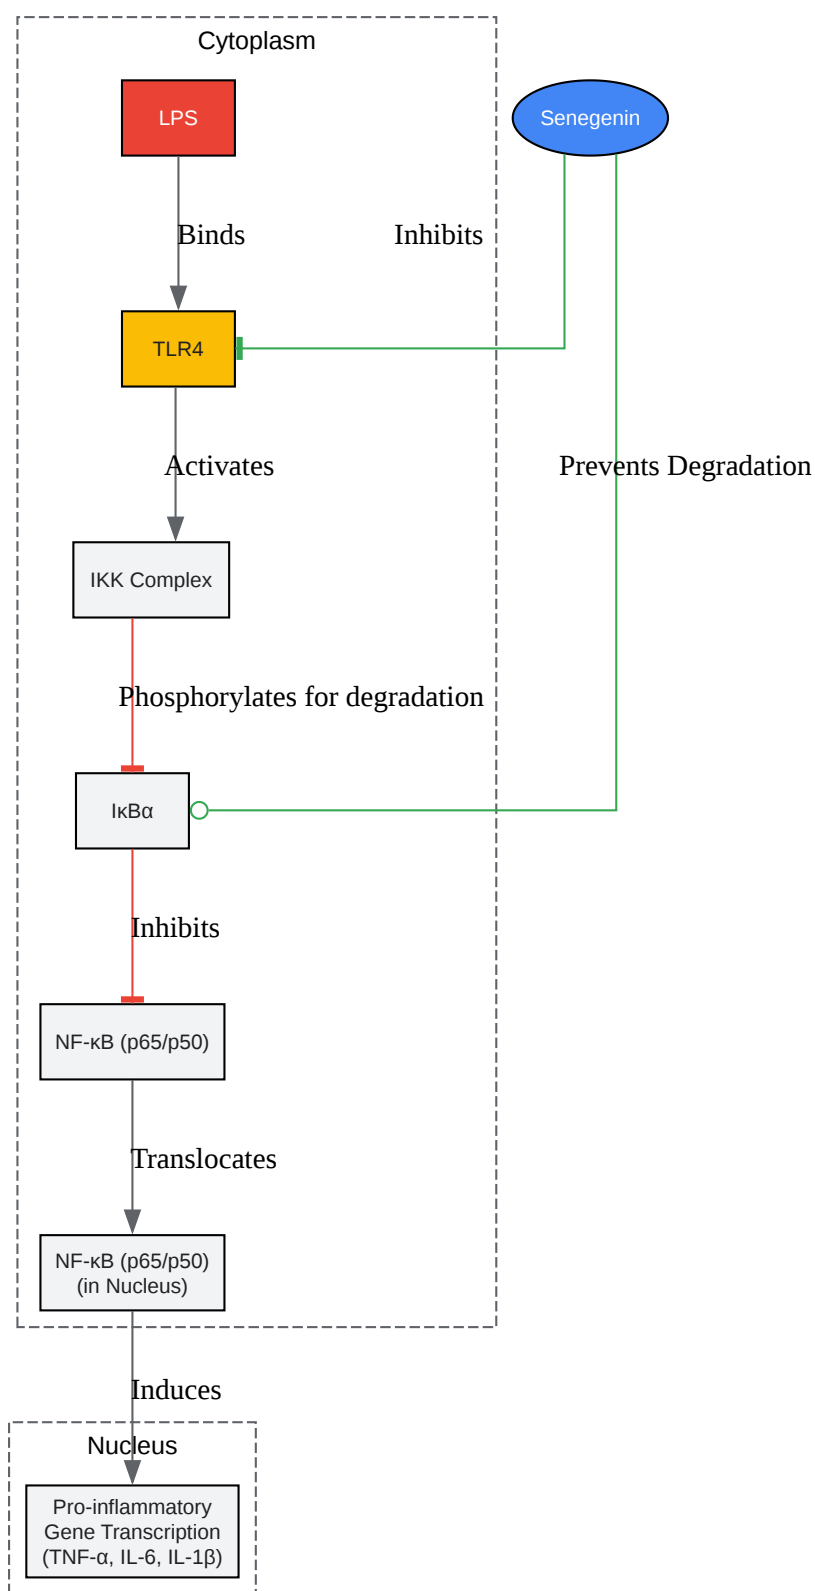 Cytoplasm
LPS
Senegenin
Binds
Inhibits
TLR4
Activates
Prevents Degradation
IKK Complex
Phosphorylates for degradation
IκBα
Inhibits
NF-κB (p65/p50)
Translocates
NF-κB (p65/p50)
(in Nucleus)
Induces
Nucleus
Pro-inflammatory
Gene Transcription
(TNF-α, IL-6, IL-1β)